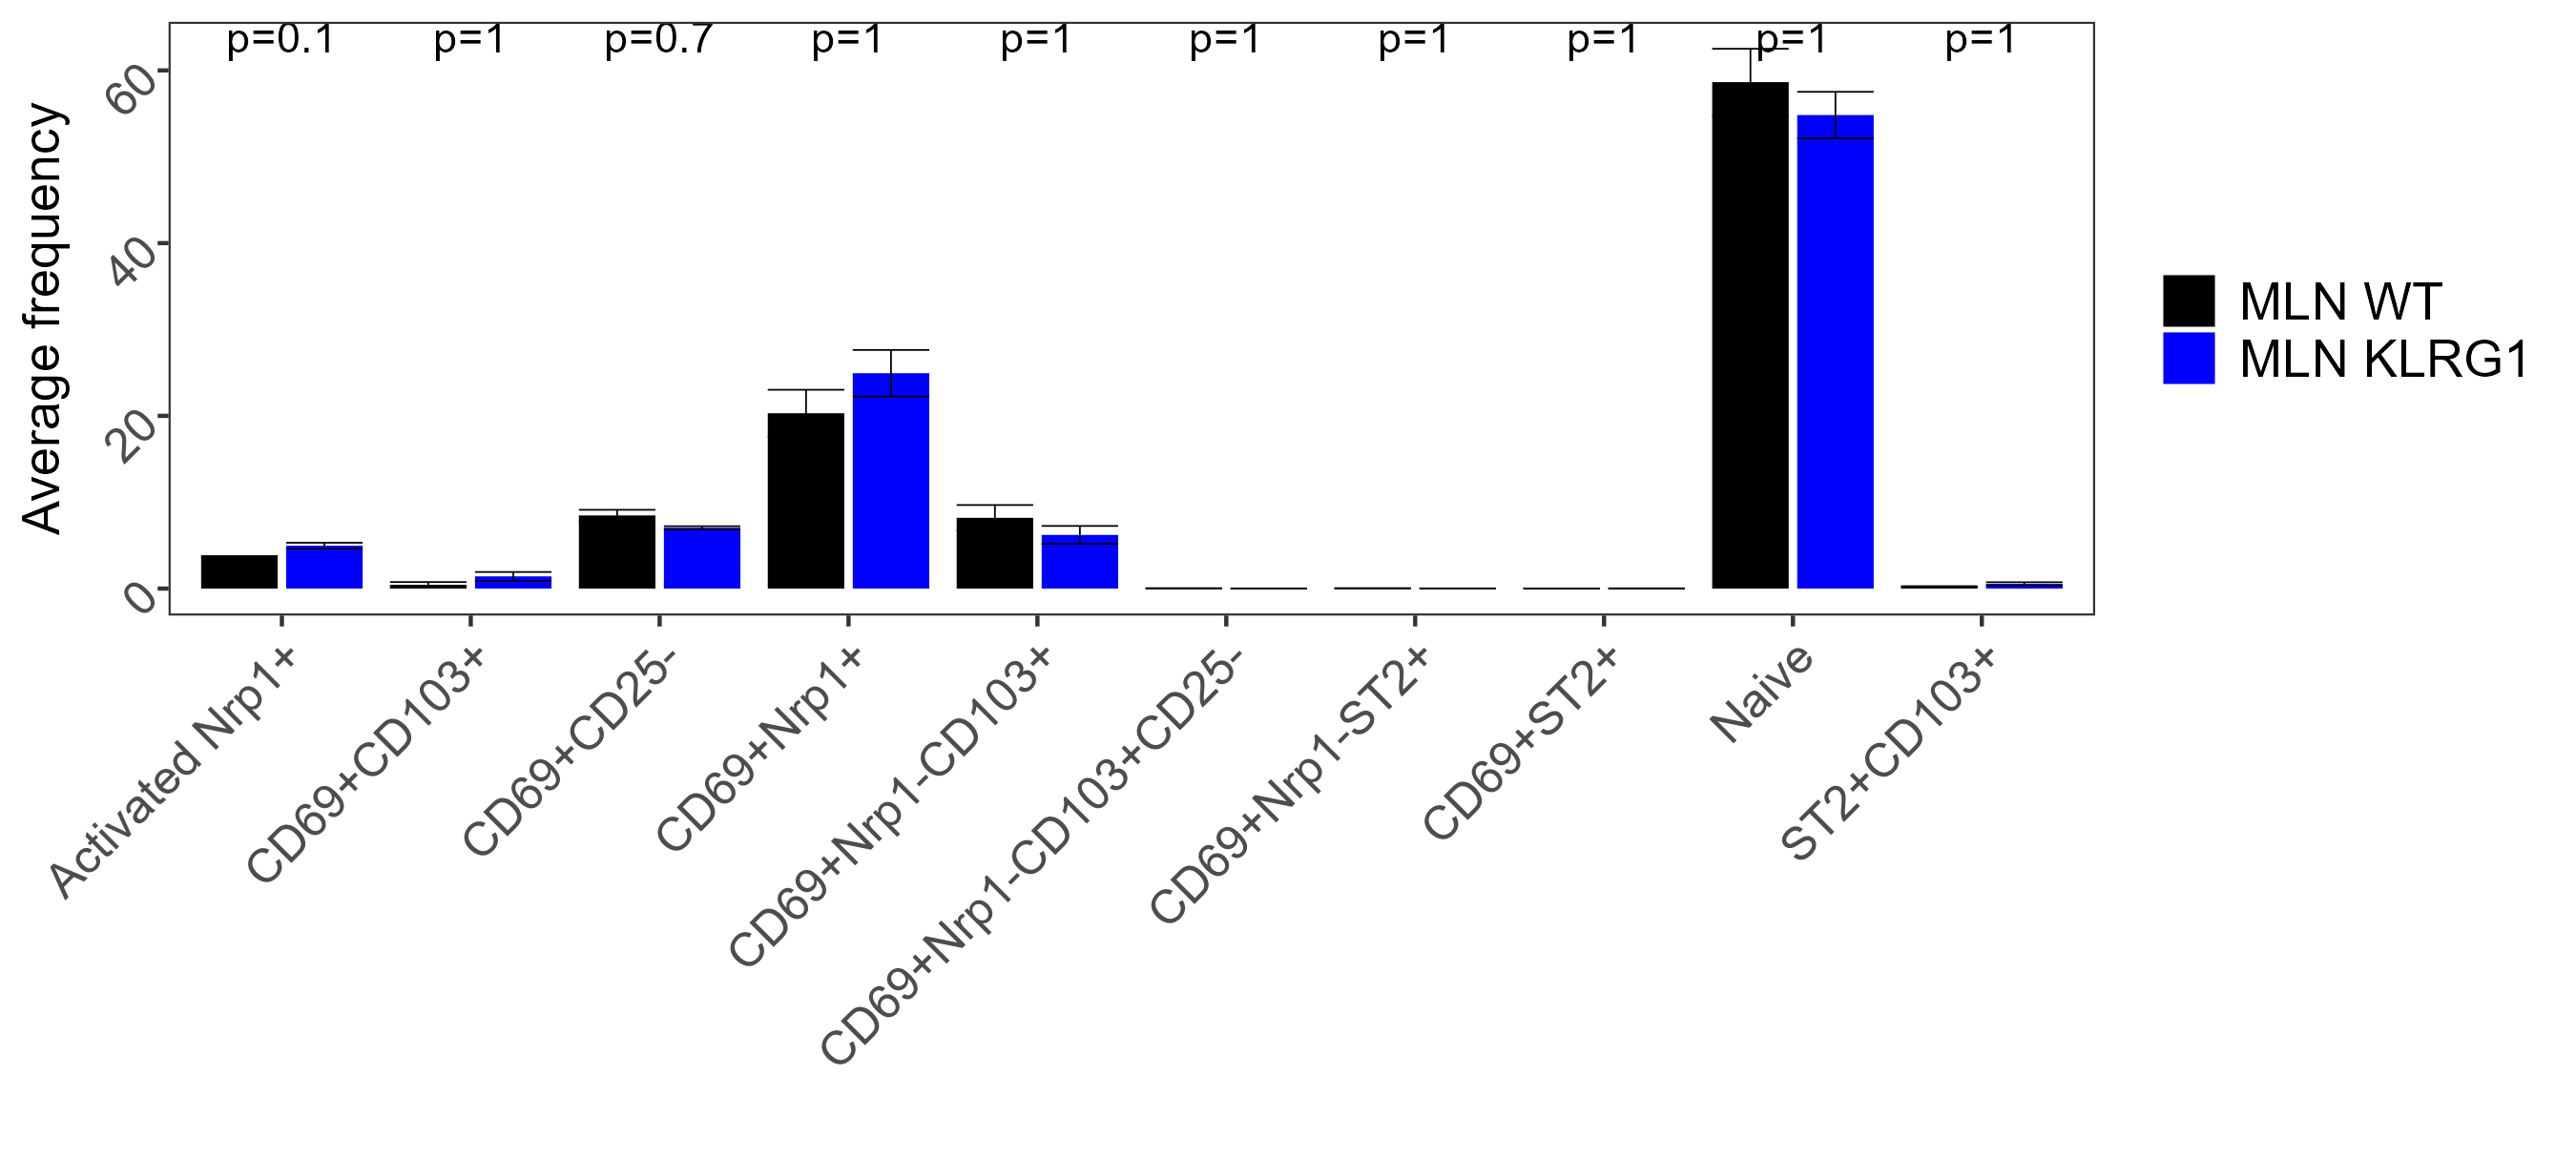 p=0.1 p=1 p=0.7 p=1 p=1 p=1 p=1 p=1 p=1 p=1
Average frequency
60
40
20
0
Activated Nrp1+
CD69+CD103+
CD69+CD25-
CD69+Nrp1+
CD69+Nrp1-CD103+
CD69+Nrp1-CD103+CD25-
CD69+Nrp1-ST2+
CD69+ST2+
Naive
ST2+CD103+
MLN WT
MLN KLRG1